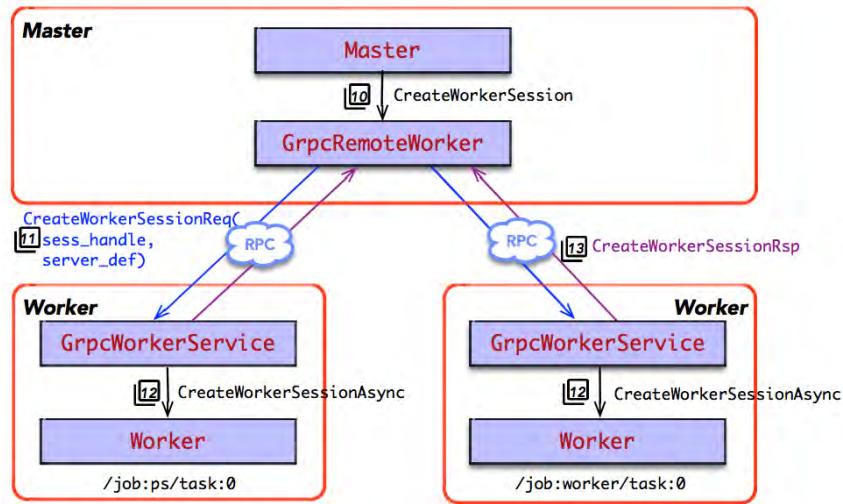 Master
Master
10 CreateWorkerSession
GrpcRemoteWorker
CreateWorkerSessionReq(
11 sess_handle,
server_def)
RPC
RPC
13 CreateWorkerSessionRsp
Worker
GrpcWorkerService
12 CreateWorkerSessionAsync
Worker
/job:ps/task:0
Worker
GrpcWorkerService
12 CreateWorkerSessionAsync
Worker
/job:worker/task:0